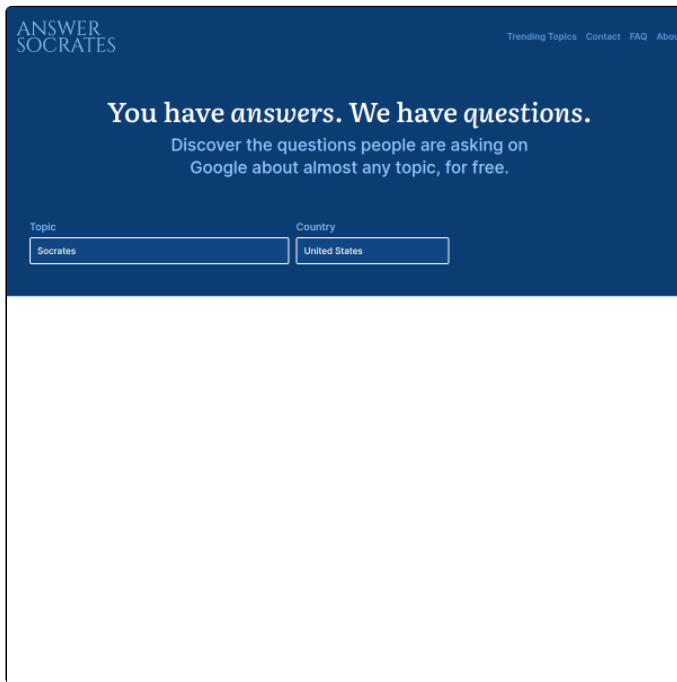 ANSWER
SOCRATES
Trending Topics Contact FAQ
You have answers. We have questions.
Discover the questions people are asking on
Google about almost any topic, for free.
Topic Country
Socrates United States